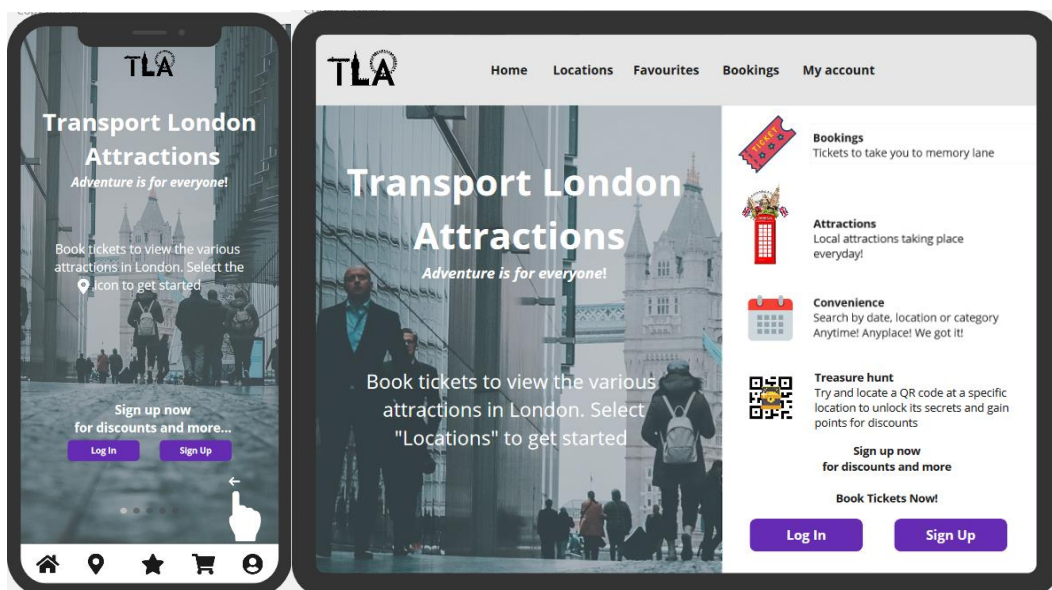 TLA
Transport London
Attractions
Adventure is for everyone!
Book tickets to view the various
attractions in London. Select the
icon to get started
Sign up now
for discounts and more...
Log In
Sign Up
TLA
Home
Locations
Favourites
Bookings
My account
Transport London
Attractions
Adventure is for everyone!
Book tickets to view the various
attractions in London. Select
"Locations" to get started
TICKET
Bookings
Tickets to take you to memory lane
Attractions
Local attractions taking place
everyday!
Convenience
Search by date, location or category
Anytime! Anyplace! We got it!
Treasure hunt
Try and locate a QR code at a specific
location to unlock its secrets and gain
points for discounts
Sign up now
for discounts and more
Book Tickets Now!
Log In
Sign Up